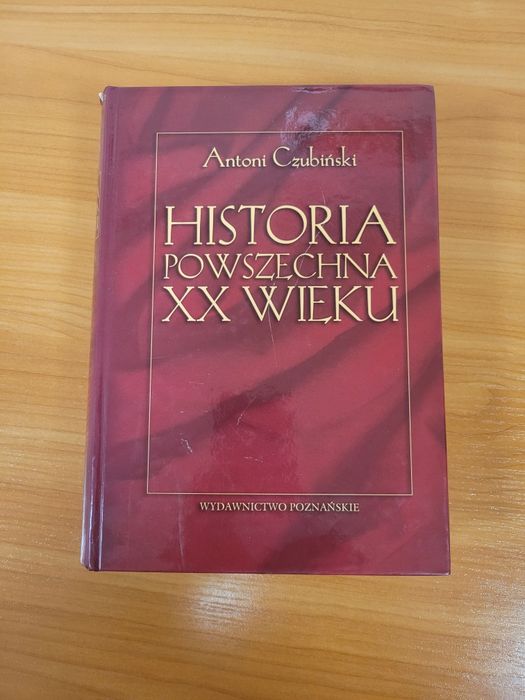 Antoni Czubiński
HISTORIA
POWSZECHNA
XX WIEKU
WYDAWNICTWO POZNAŃSKIE